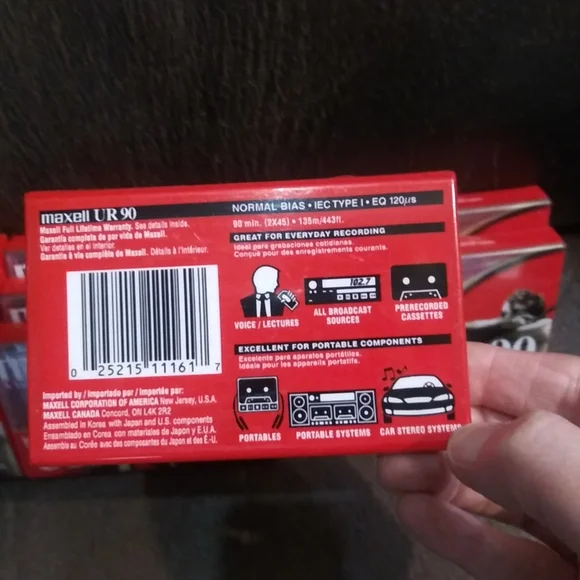 maxell UR 90
Maxell Full Lifetime Warranty. See details inside.
Garantía completa de por vida de Maxell.
Ver detalles en el interior.
Garantie à vie complète de Maxell. Détails à l'intérieur.
NORMAL BIAS • IEC TYPE I • EQ 120µs
90 min. (2X45) • 135m/443ft.
GREAT FOR EVERYDAY RECORDING
Ideal para grabaciones cotidianas.
Conçue pour des enregistrements courants.
102.7
VOICE / LECTURES
ALL BROADCAST
SOURCES
PRERECORDED
CASSETTES
EXCELLENT FOR PORTABLE COMPONENTS
Excelente para aparatos portátiles.
Idéale pour les appareils portatifs.
PORTABLES
PORTABLE SYSTEMS
CAR STEREO SYSTEMS
0 25215 11161 7
Imported by / Importado por / Importée par:
MAXELL CORPORATION OF AMERICA New Jersey, U.S.A.
MAXELL CANADA Concord, ON L4K 2R2
Assembled in Korea with Japan and U.S. components
Ensamblado en Corea con materiales de Japon y E.U.A.
Assemblé au Corée avec des composantes du Japon et des É.-U.
90